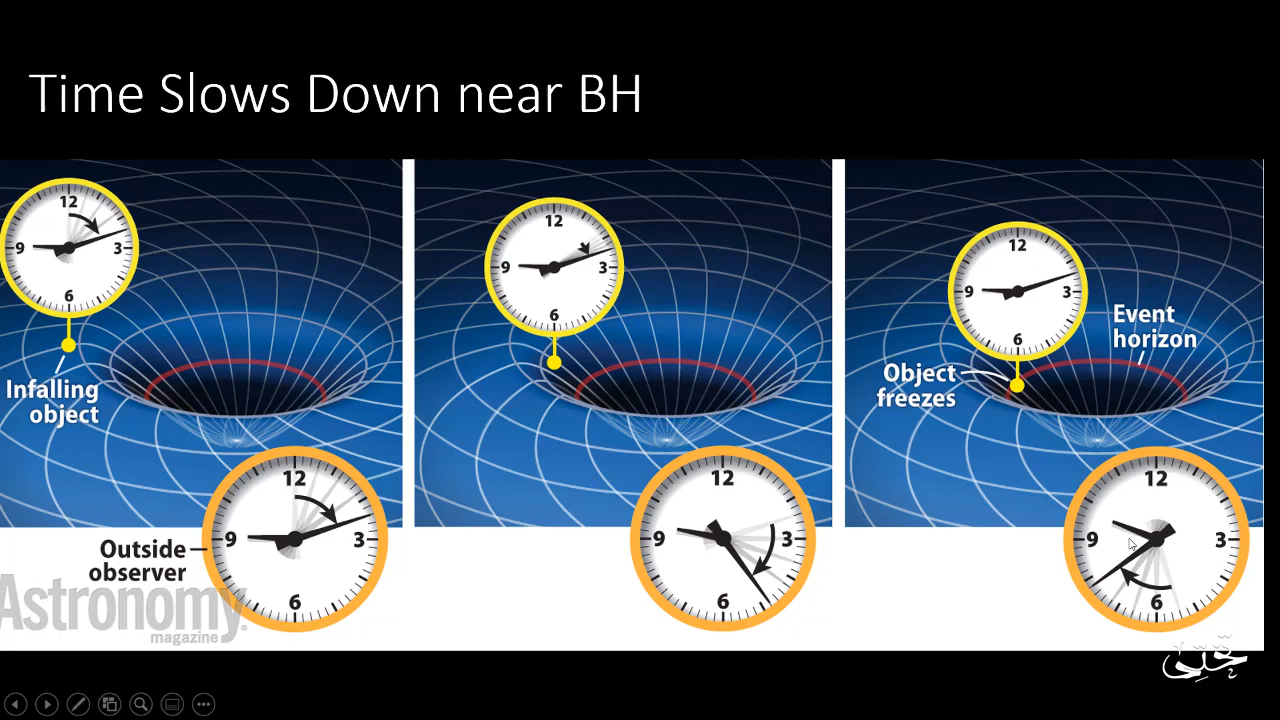 Time Slows Down near BH
12
9
3
6
Infalling
object
12
9
3
6
Outside
observer
Astronomy
magazine
12
9
3
6
12
9
3
6
12
9
3
6
Event
horizon
Object
freezes
12
9
3
6